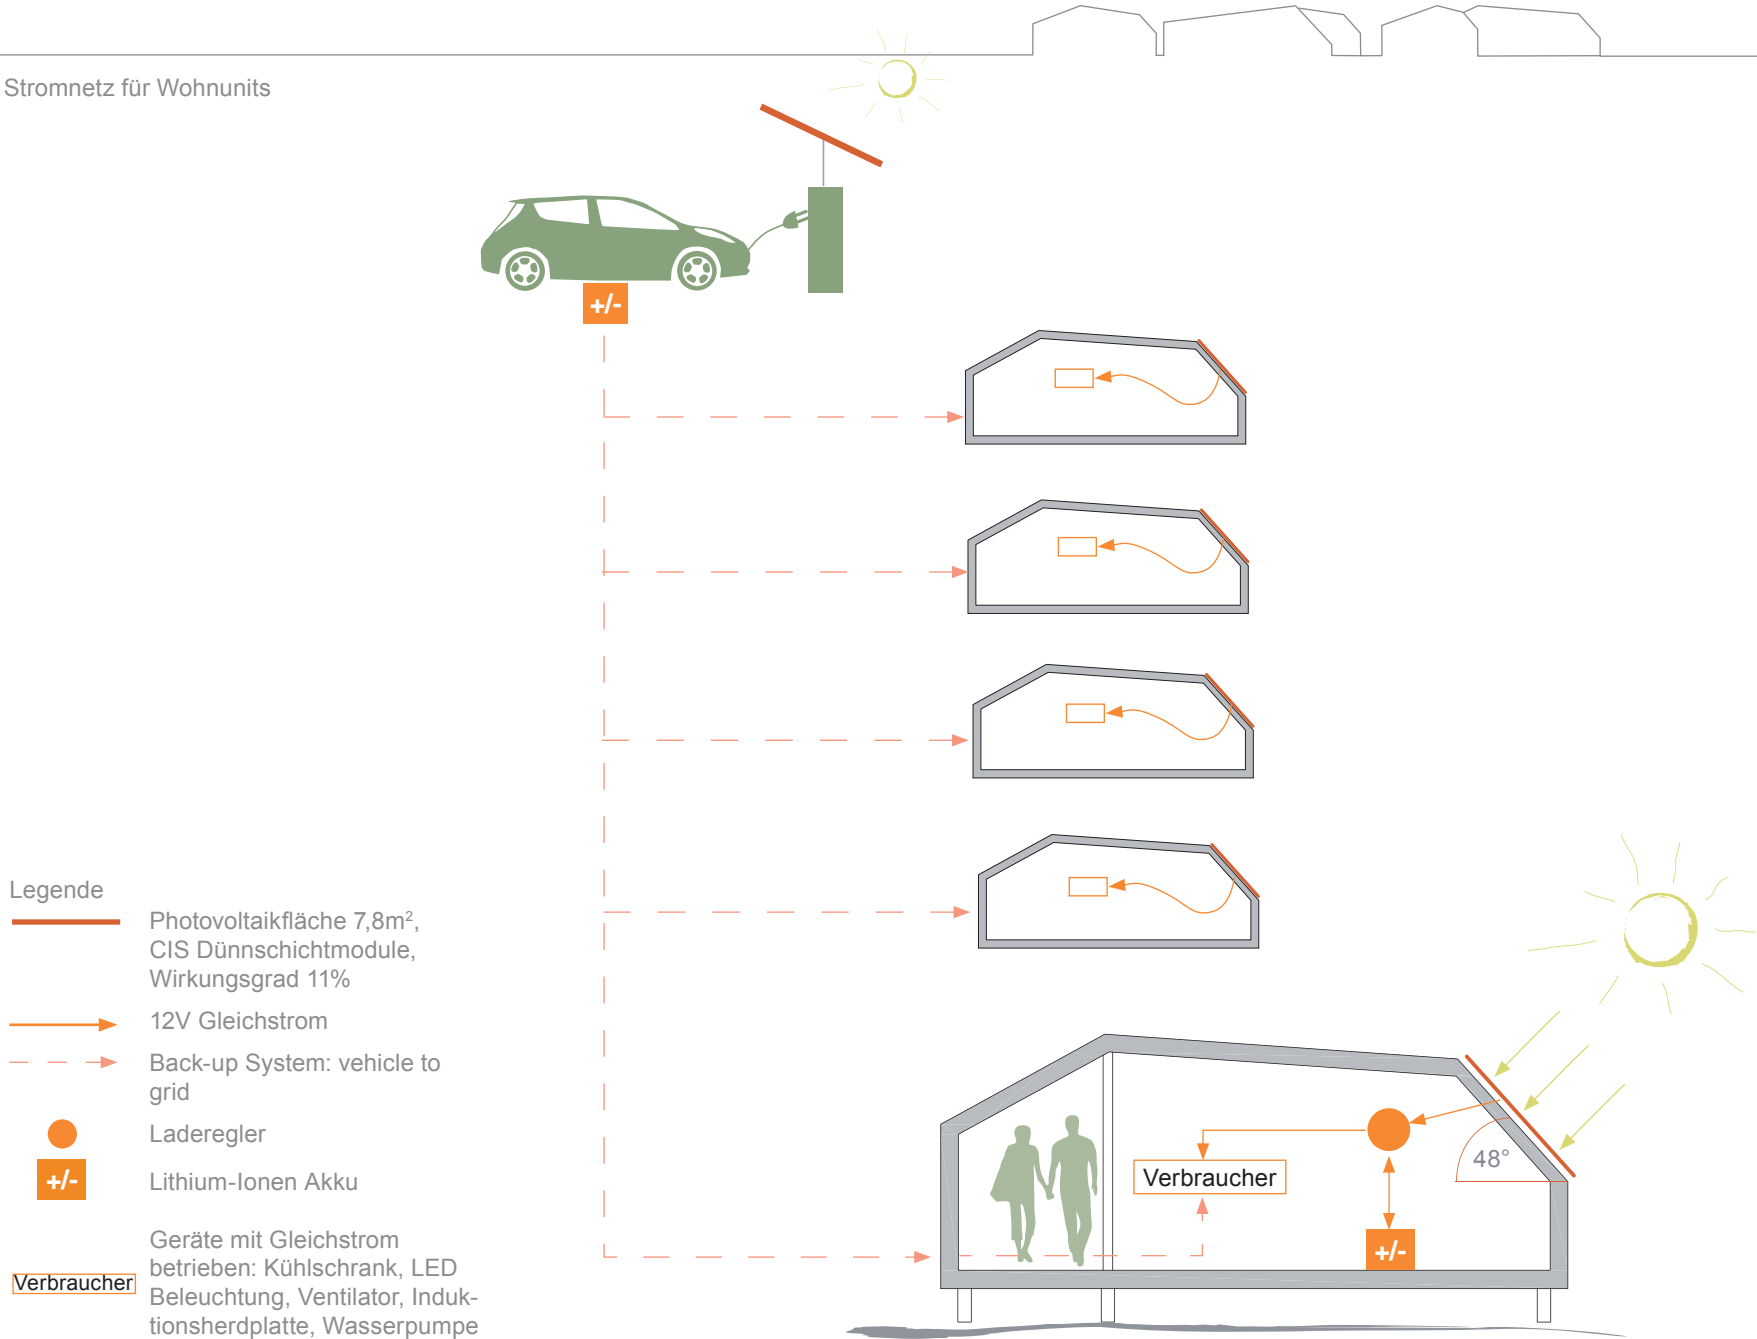 Stromnetz für Wohnunits
+/-
Legende
Photovoltaikfläche 7,8m²,
CIS Dünnschichtmodule,
Wirkungsgrad 11%
12V Gleichstrom
Back-up System: vehicle to
grid
Laderegler
+/-
Lithium-Ionen Akku
Verbraucher
Geräte mit Gleichstrom
betrieben: Kühlschrank, LED
Beleuchtung, Ventilator, Induk-
tionsherdplatte, Wasserpumpe
Verbraucher
48°
+/-